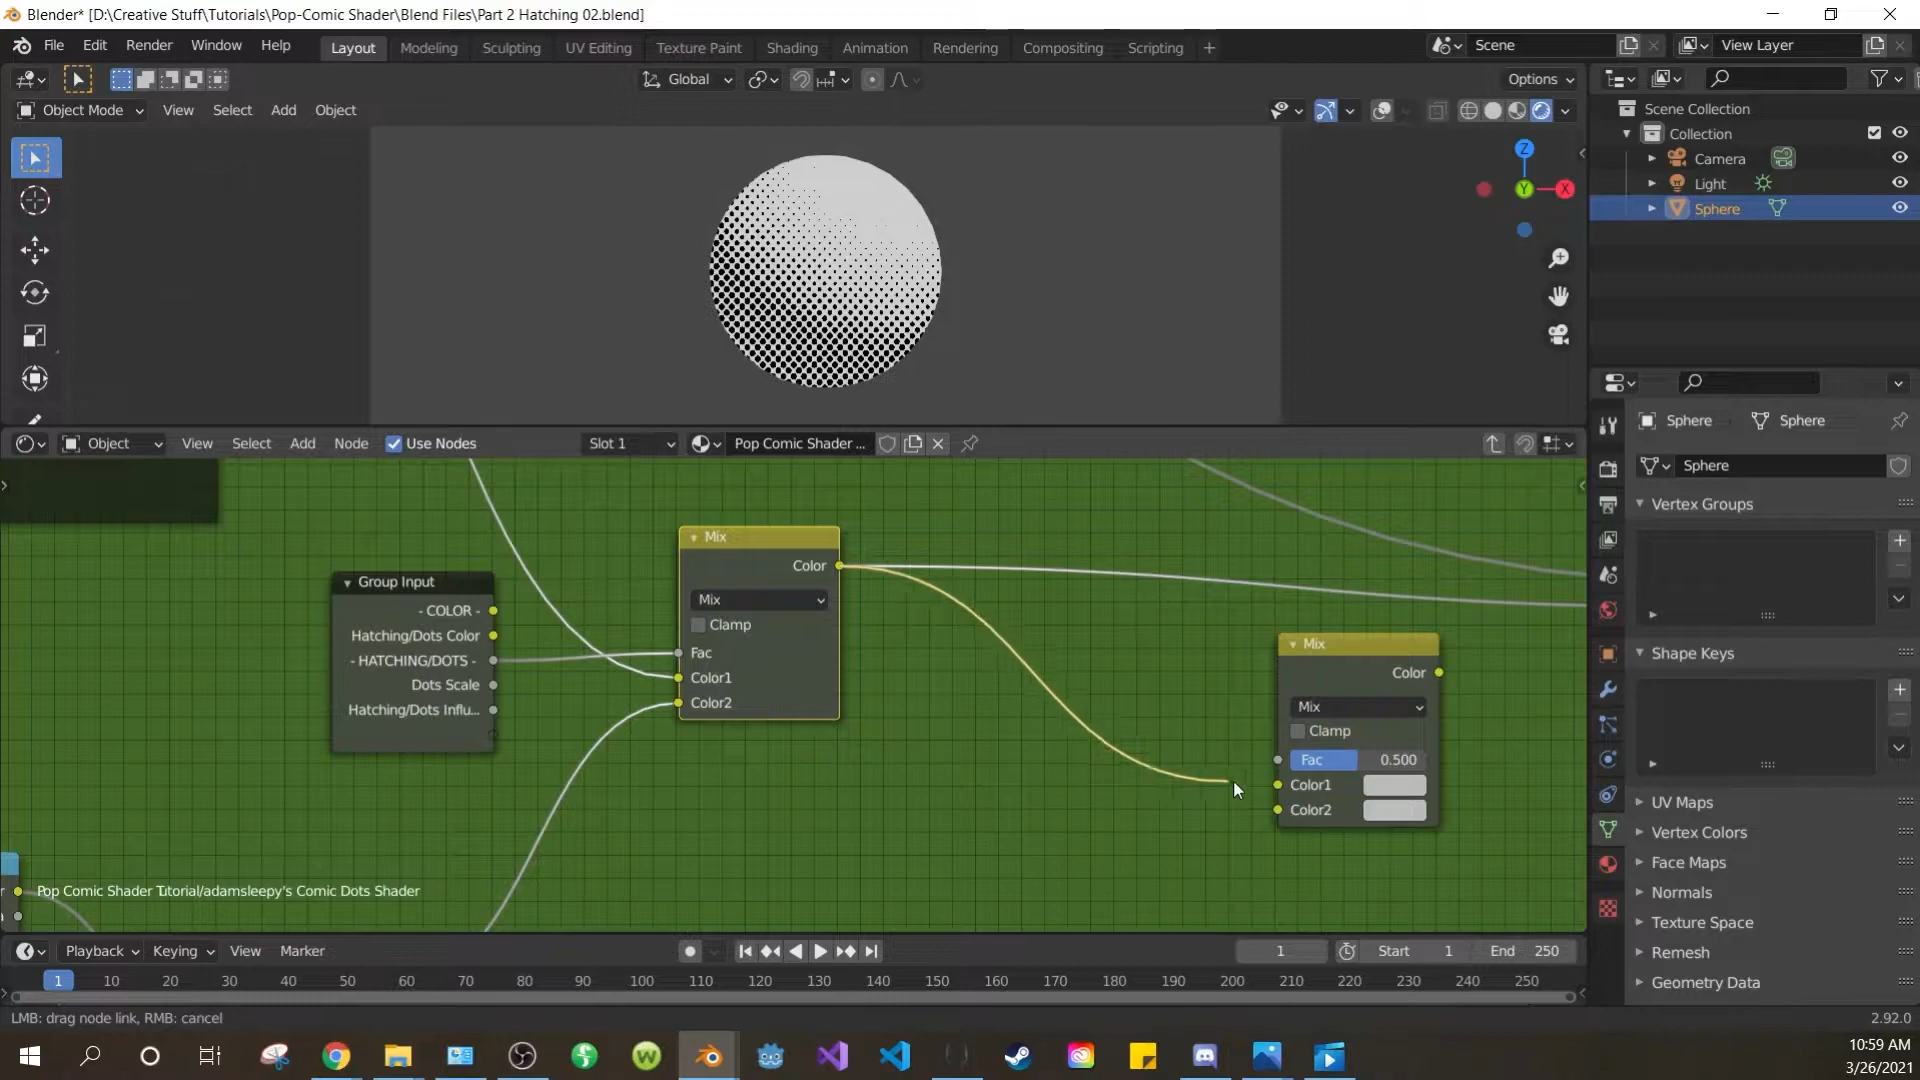 Blender* [D:\Creative Stuff\Tutorials\Pop-Comic Shader\Blend Files\Part 2 Hatching 02.blend]
File Edit Render Window Help Layout Modeling Sculpting UV Editing Texture Paint Shading Animation Rendering Compositing Scripting + Scene View Layer
Global Options
Object Mode View Select Add Object
Scene Collection
Collection
Camera
Light
Sphere
Z
Y
X
Object View Select Add Node Use Nodes Slot 1 Pop Comic Shader ...
Sphere Sphere
Sphere
Vertex Groups
Shape Keys
UV Maps
Vertex Colors
Face Maps
Normals
Texture Space
Remesh
Geometry Data
Group Input
- COLOR -
Hatching/Dots Color
- HATCHING/DOTS -
Dots Scale
Hatching/Dots Influ...
Mix
Color
Mix
Clamp
Fac
Color1
Color2
Mix
Color
Mix
Clamp
Fac 0.500
Color1
Color2
Pop Comic Shader Tutorial/adamsleepy's Comic Dots Shader
Playback Keying View Marker 1 Start 1 End 250
1 10 20 30 40 50 60 70 80 90 100 110 120 130 140 150 160 170 180 190 200 210 220 230 240 250
LMB: drag node link, RMB: cancel 2.92.0
10:59 AM
3/26/2021